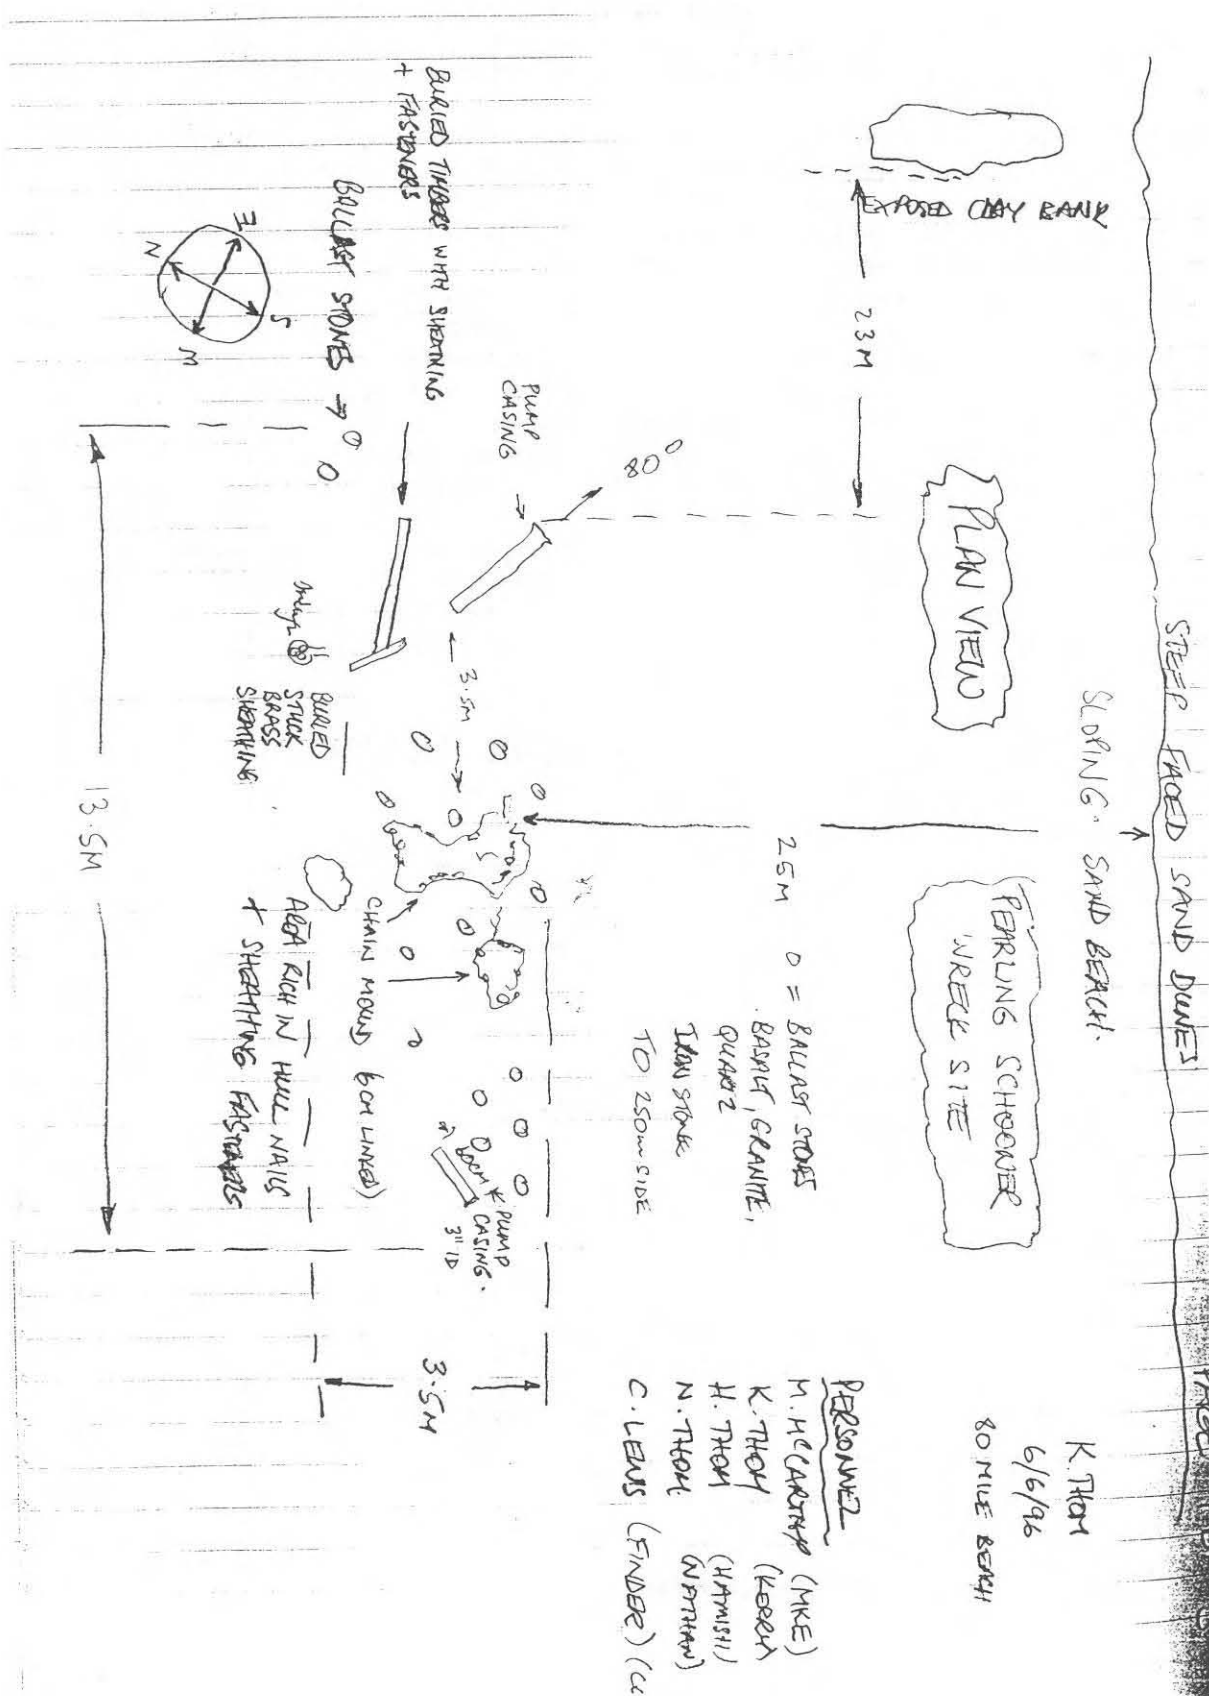 STEEP FACED SAND DUNES
SLOPING SAND BEACH.
K. THOM
6/6/96
80 MILE BEACH
EXPOSED CLAY BANK
23M
PLAN VIEW
PEARLING SCHOONER
WRECK SITE
25M
O = BALLAST STONES
BASALT, GRANITE,
QUARTZ
IRON STONE
TO 250mm SIDE
PERSONNEL
M. McCARTHY (MIKE)
K. THOM (KERRY)
H. THOM (HAMISH)
N. THOM. (NATHAN)
C. LEWIS (FINDER)
80°
PUMP
CASING
BURIED TIMBERS WITH SHEATHING
+ FASTENERS
BALLAST STONES →
E
N
S
W
3.5M
BURIED
STUCK
BRASS
SHEATHING
CHAIN MOUND 6CM LINKED)
AREA RICH IN HULL NAILS
+ SHEATHING FASTENERS
60CM
PUMP
CASING.
3" ID
3.5M
13.5M